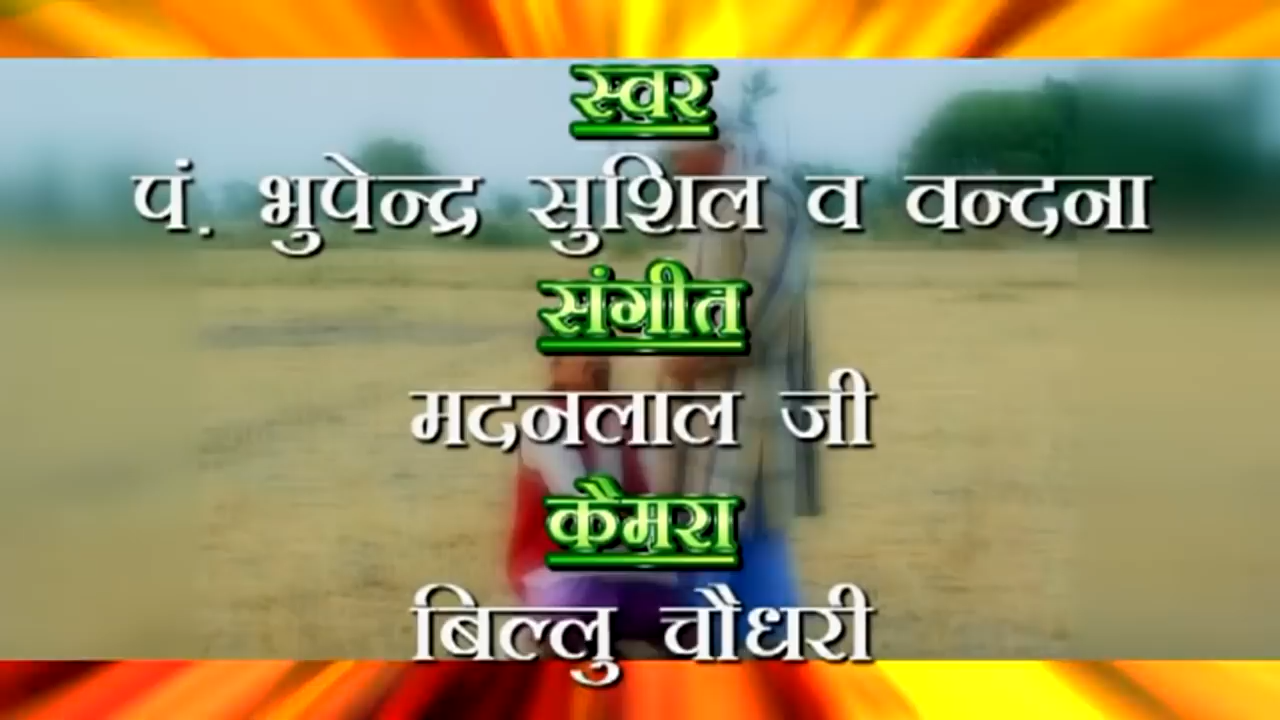 स्वर
पं. भुपेन्द्र सुशिल व वन्दना
संगीत
मदनलाल जी
कैमरा
बिल्लु चौधरी